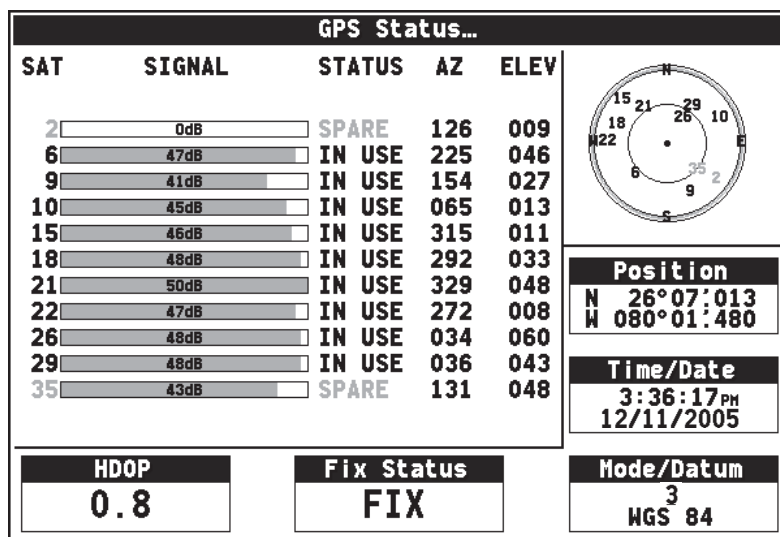 GPS Status…
SAT SIGNAL STATUS AZ ELEV
2 0dB SPARE 126 009
6 47dB IN USE 225 046
9 41dB IN USE 154 027
10 45dB IN USE 065 013
15 46dB IN USE 315 011
18 48dB IN USE 292 033
21 50dB IN USE 329 048
22 47dB IN USE 272 008
26 48dB IN USE 034 060
29 48dB IN USE 036 043
35 43dB SPARE 131 048
N
15 21 29
18 26 10
W 22 E
35
6 2
9
S
Position
N 26°07.'013
W 080°01.'480
Time/Date
3:36:17PM
12/11/2005
HDOP
0.8
Fix Status
FIX
Mode/Datum
3
WGS 84